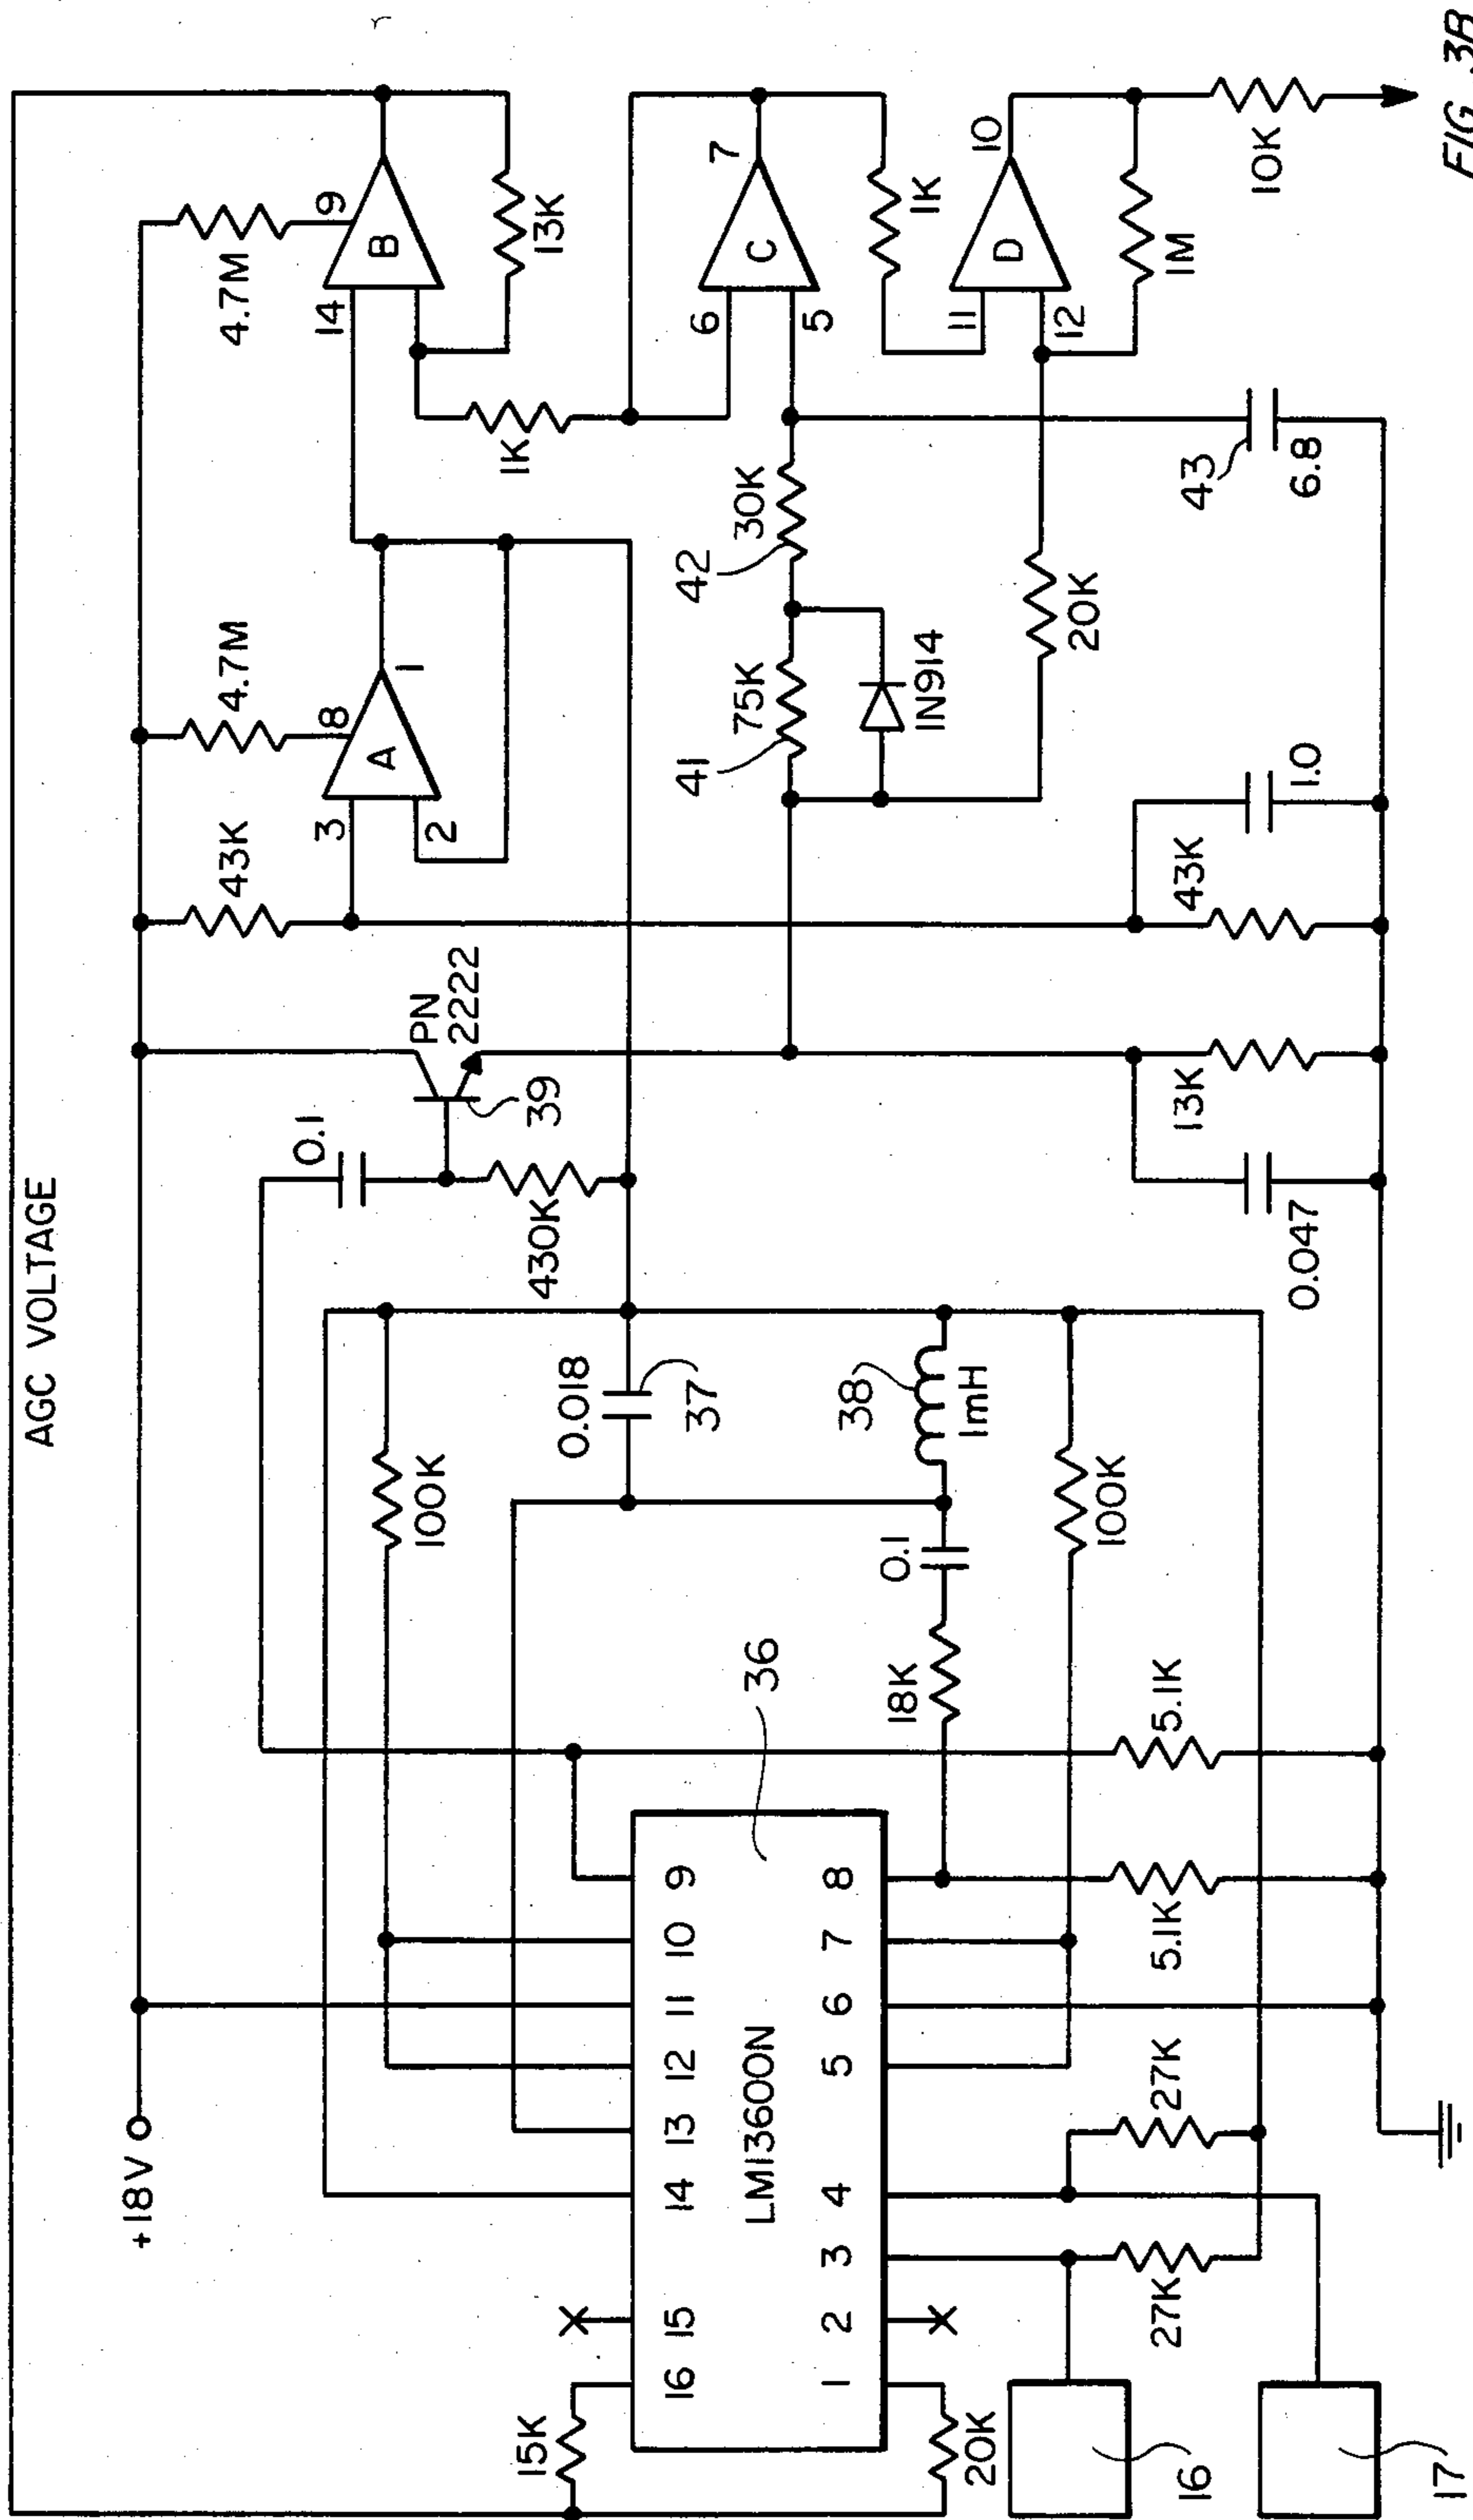 AGC VOLTAGE
+18V
4.7M
4.7M
43K
0.1
8
9
3
1
2
A
14
B
PN
2222
39
13K
100K
430K
1K
15K
0.018
37
16
15
14
13
12
11
10
9
LM13600N
36
1
2
3
4
5
6
7
8
41
75K
42
30K
6
7
5
C
1N914
1K
18K
0.1
38
1mH
20K
11
10
12
D
20K
100K
1M
16
27K
27K
5.1K
5.1K
13K
43K
43
10K
0.047
1.0
6.8
17
FIG. 3B